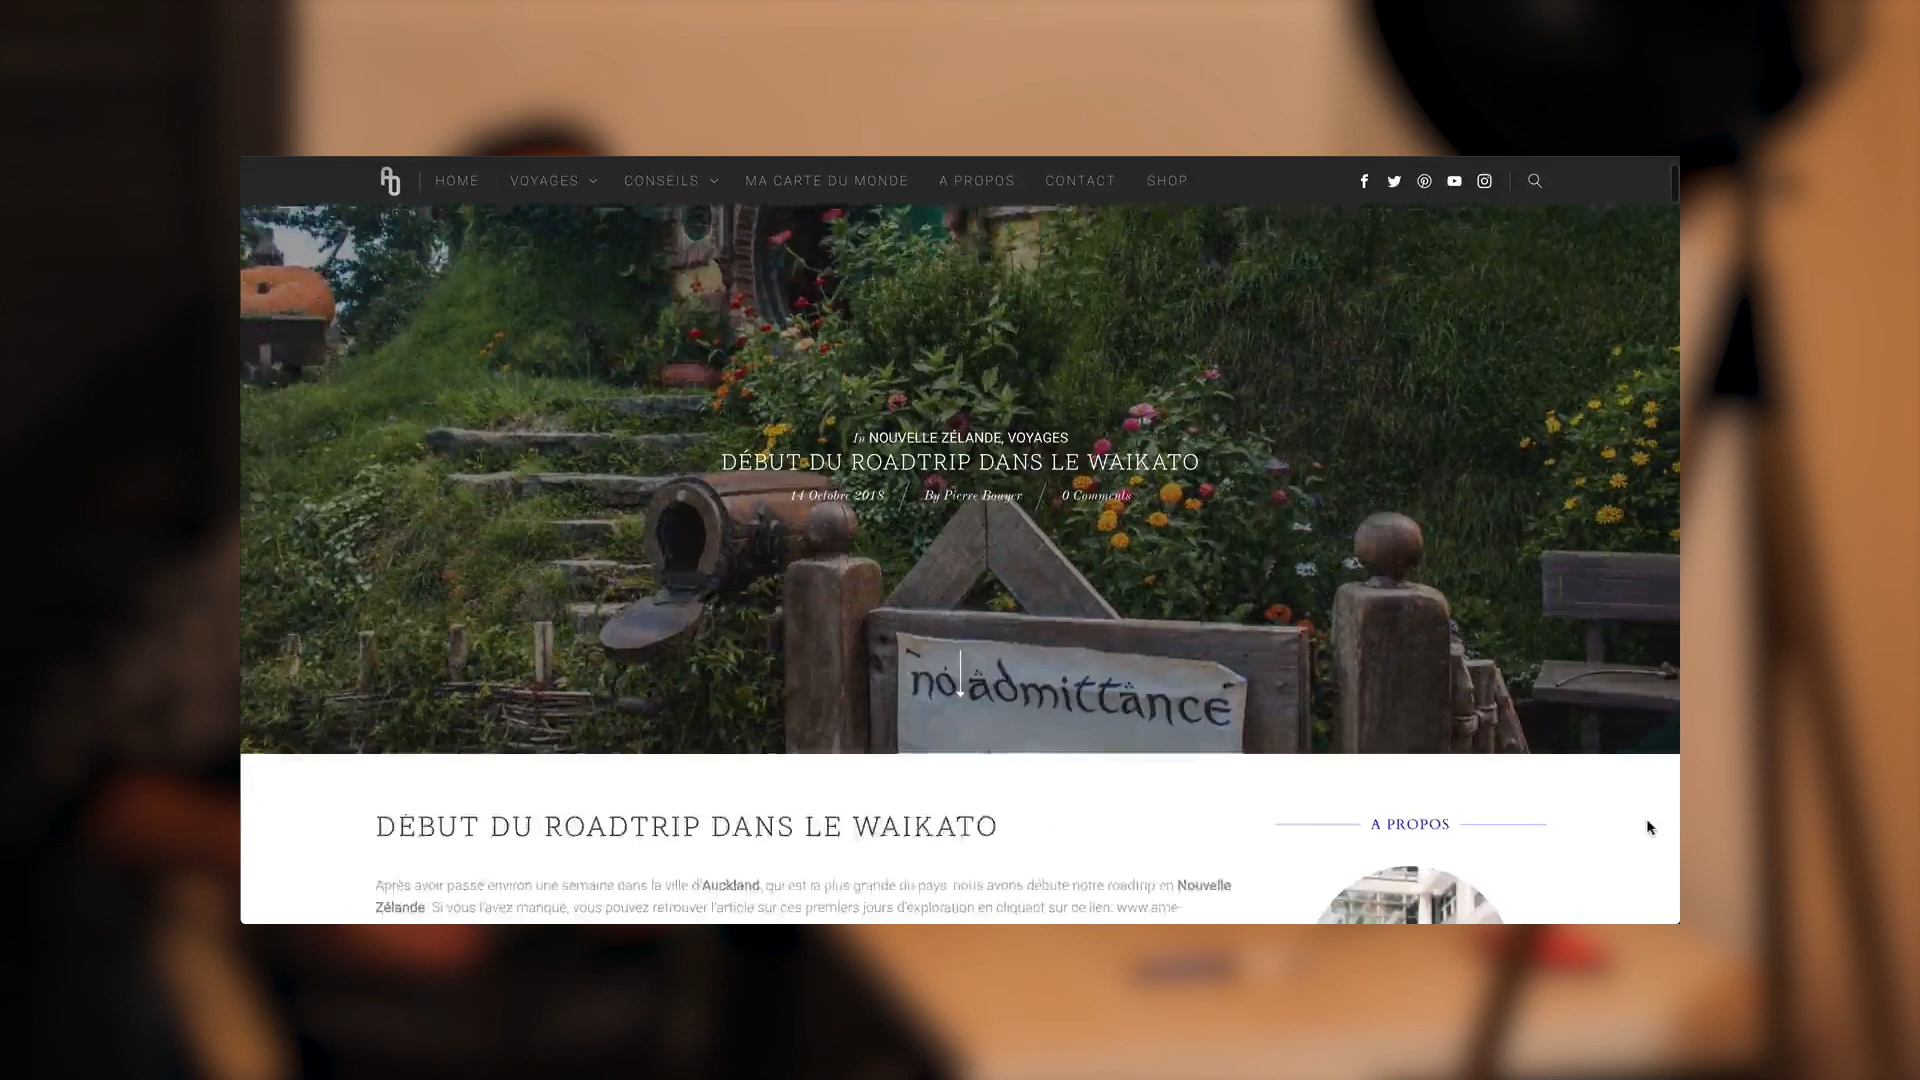 HOME VOYAGES CONSEILS MA CARTE DU MONDE A PROPOS CONTACT SHOP
In NOUVELLE ZÉLANDE, VOYAGES
DÉBUT DU ROADTRIP DANS LE WAIKATO
14 Octobre 2018 By Pierre Bouyer 0 Comments
no admittance
DÉBUT DU ROADTRIP DANS LE WAIKATO
A PROPOS
Après avoir passé environ une semaine dans la ville d'Auckland, qui est la plus grande du pays, nous avons débuté notre roadtrip en Nouvelle
Zélande. Si vous l'avez manqué, vous pouvez retrouver l'article sur ces premiers jours d'exploration en cliquant sur ce lien: www.ame-